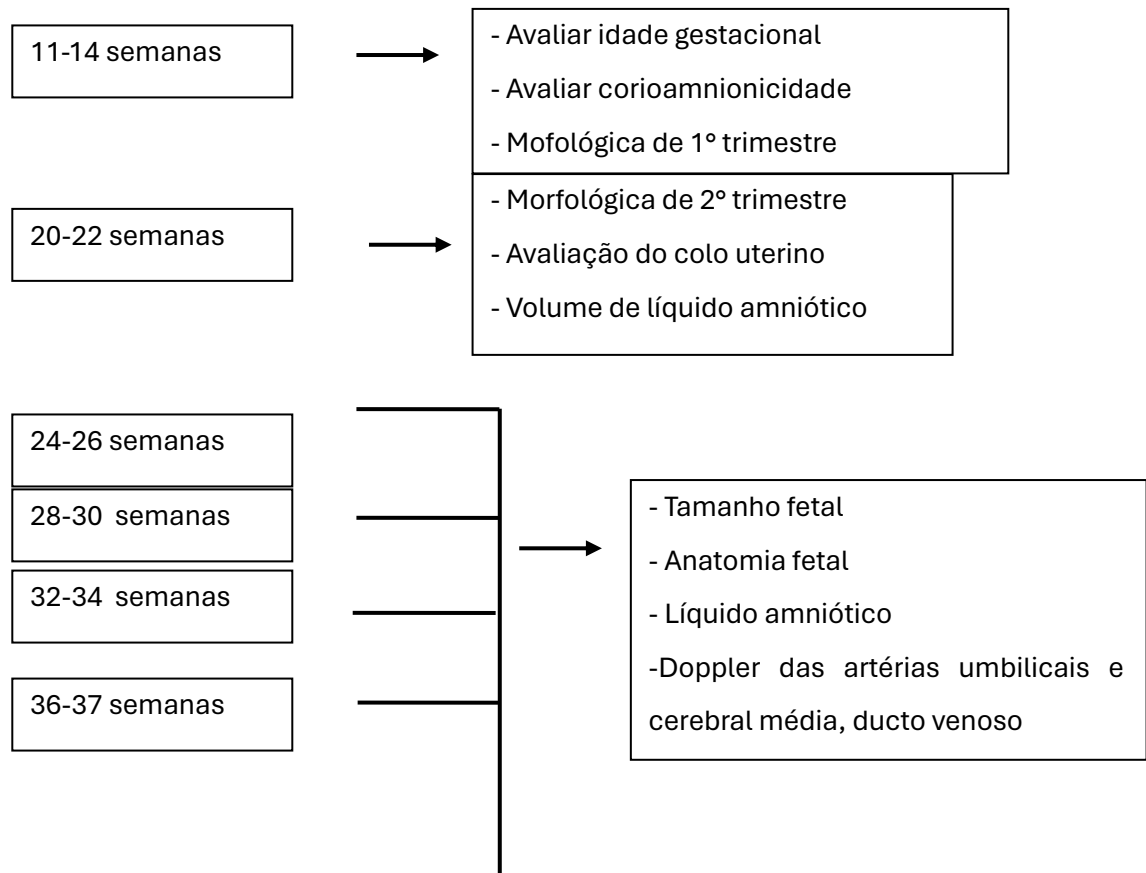 11-14 semanas
- Avaliar idade gestacional
- Avaliar corioamnionicidade
- Mofológica de 1° trimestre
20-22 semanas
- Morfológica de 2° trimestre
- Avaliação do colo uterino
- Volume de líquido amniótico
24-26 semanas
28-30 semanas
32-34 semanas
36-37 semanas
- Tamanho fetal
- Anatomia fetal
- Líquido amniótico
-Doppler das artérias umbilicais e
cerebral média, ducto venoso